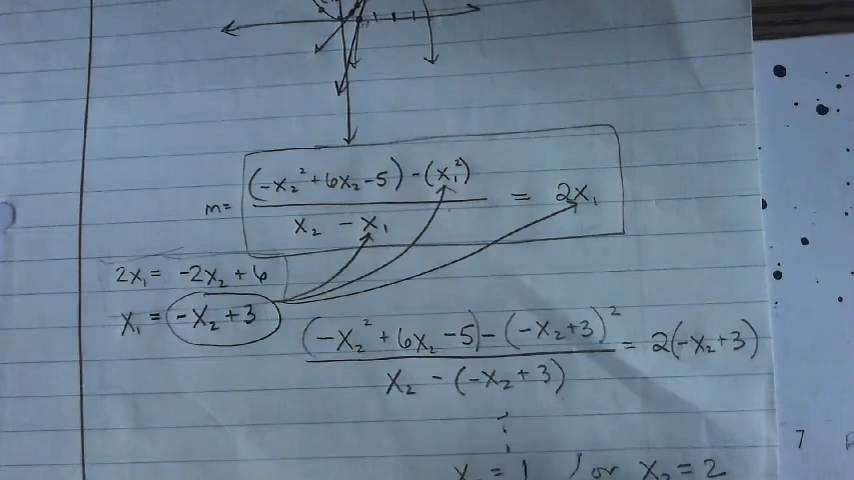 m= ((-x₂² + 6x₂ - 5) - (x₁²)) / (x₂ - x₁) = 2x₁
2x₁ = -2x₂ + 6
x₁ = -x₂ + 3
((-x₂² + 6x₂ - 5) - (-x₂ + 3)²) / (x₂ - (-x₂ + 3)) = 2(-x₂ + 3)
⋮
x₂ = 1 / or x₂ = 2
7